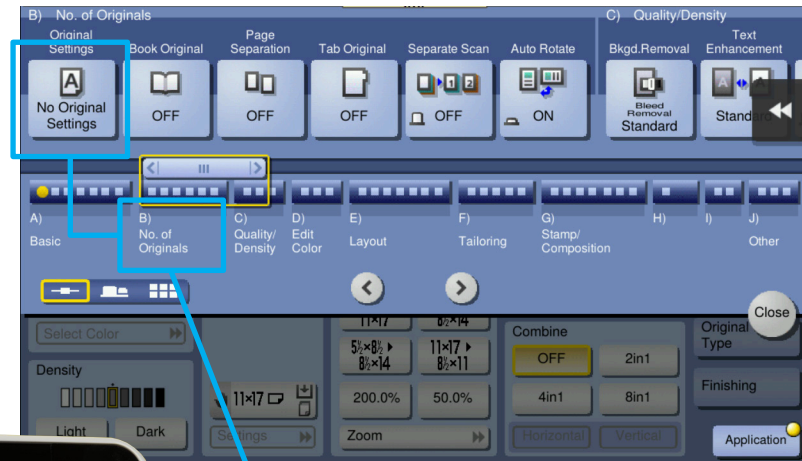 B) No. of Originals
C) Quality/Density
Original
Settings
Book Original
Page
Separation
Tab Original
Separate Scan
Auto Rotate
Bkgd.Removal
Text
Enhancement
A
No Original
Settings
OFF
OFF
OFF
1 2
OFF
ON
Bleed
Removal
Standard
A A
Standard
A)
Basic
B)
No. of
Originals
C)
Quality/
Density
D)
Edit
Color
E)
Layout
F)
Tailoring
G)
Stamp/
Composition
H)
I)
J)
Other
Close
Select Color
Density
Light
Dark
11×17
Settings
11×17
8½×14
5½×8½ ▸
8½×14
11×17 ▸
8½×11
200.0%
50.0%
Zoom
Combine
OFF
2in1
4in1
8in1
Horizontal
Vertical
Original
Type
Finishing
Application